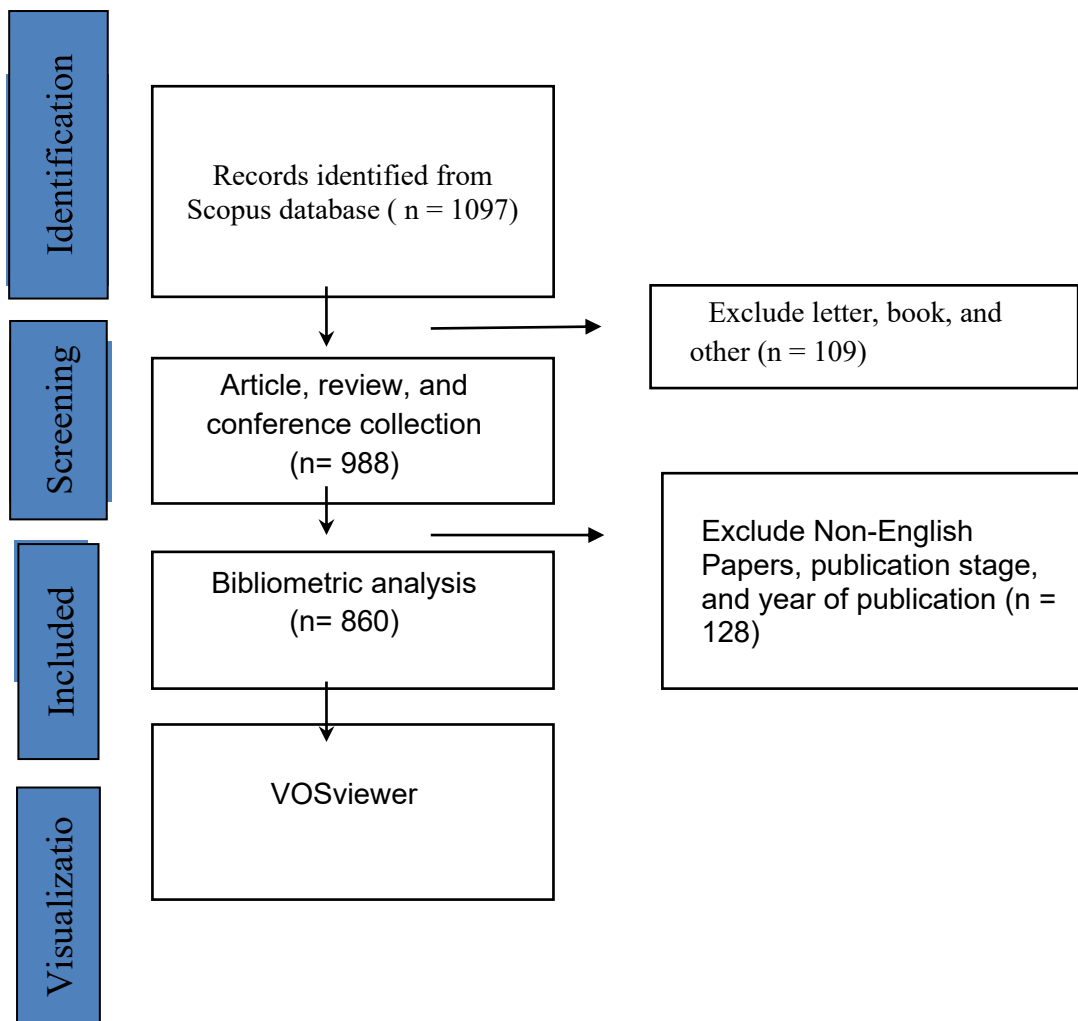 Identification
Records identified from
Scopus database ( n = 1097)
Exclude letter, book, and
other (n = 109)
Screening
Article, review, and
conference collection
(n= 988)
Exclude Non-English
Papers, publication stage,
and year of publication (n =
128)
Included
Bibliometric analysis
(n= 860)
Visualizatio
VOSviewer